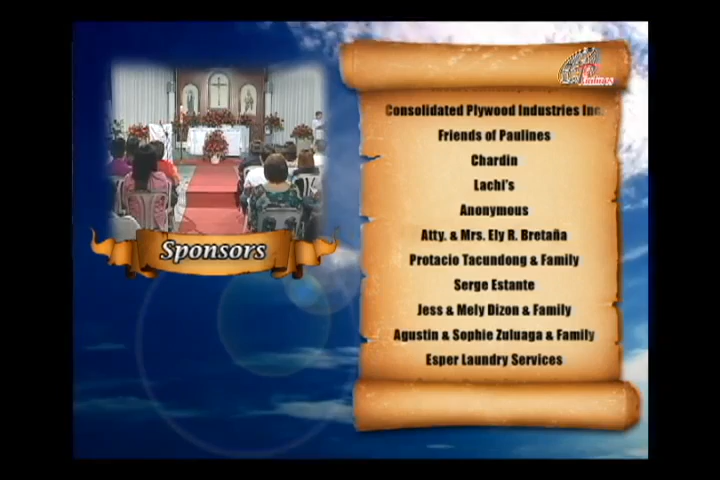 Consolidated Plywood Industries Inc.
Friends of Paulines
Chardin
Lachi's
Anonymous
Atty. & Mrs. Ely R. Bretaña
Protacio Tacundong & Family
Serge Estante
Jess & Mely Dizon & Family
Agustin & Sophie Zuluaga & Family
Esper Laundry Services
Sponsors